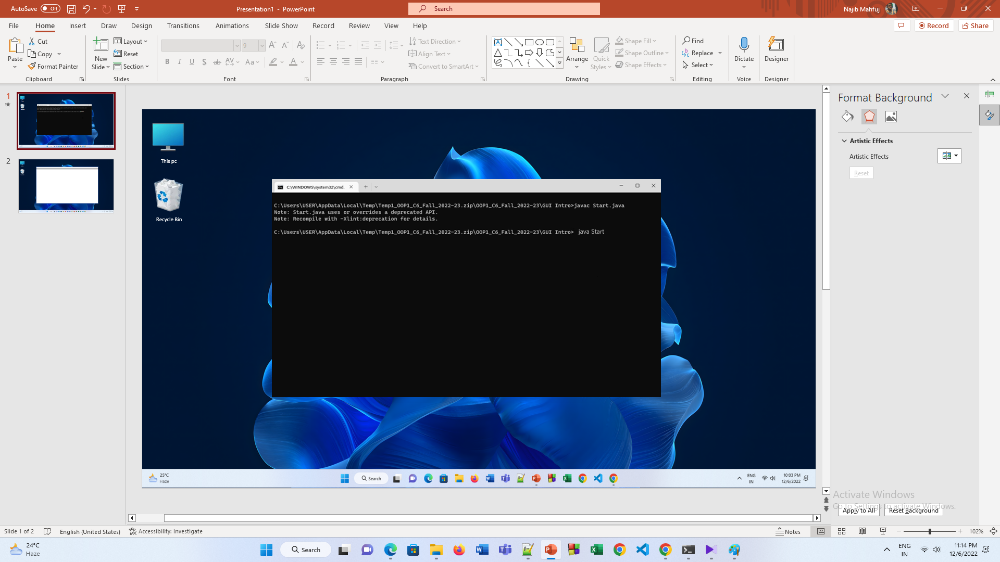 AutoSave Off
Presentation1 - PowerPoint
Search
Najib Mahfuj
File Home Insert Draw Design Transitions Animations Slide Show Record Review View Help
Record Share
Paste
Cut
Copy
Format Painter
Clipboard
New Slide
Layout
Reset
Section
Slides
9
B I U S ab AV Aa A
Font
Text Direction
Align Text
Convert to SmartArt
Paragraph
Arrange
Quick Styles
Shape Fill
Shape Outline
Shape Effects
Drawing
Find
Replace
Select
Editing
Dictate
Voice
Designer
Designer
1
2
This pc
Recycle Bin
C:\WINDOWS\system32\cmd.
C:\Users\USER\AppData\Local\Temp\Temp1_OOP1_C6_Fall_2022-23.zip\OOP1_C6_Fall_2022-23\GUI Intro>javac Start.java
Note: Start.java uses or overrides a deprecated API.
Note: Recompile with -Xlint:deprecation for details.
C:\Users\USER\AppData\Local\Temp\Temp1_OOP1_C6_Fall_2022-23.zip\OOP1_C6_Fall_2022-23\GUI Intro> java Start
25°C
Haze
Search
ENG
IN
10:03 PM
12/6/2022
Format Background
Artistic Effects
Artistic Effects
Reset
Activate Windows
Go to Settings to activate Windows.
Apply to All
Reset Background
Slide 1 of 2
English (United States)
Accessibility: Investigate
Notes
102%
24°C
Haze
Search
ENG
IN
11:14 PM
12/6/2022